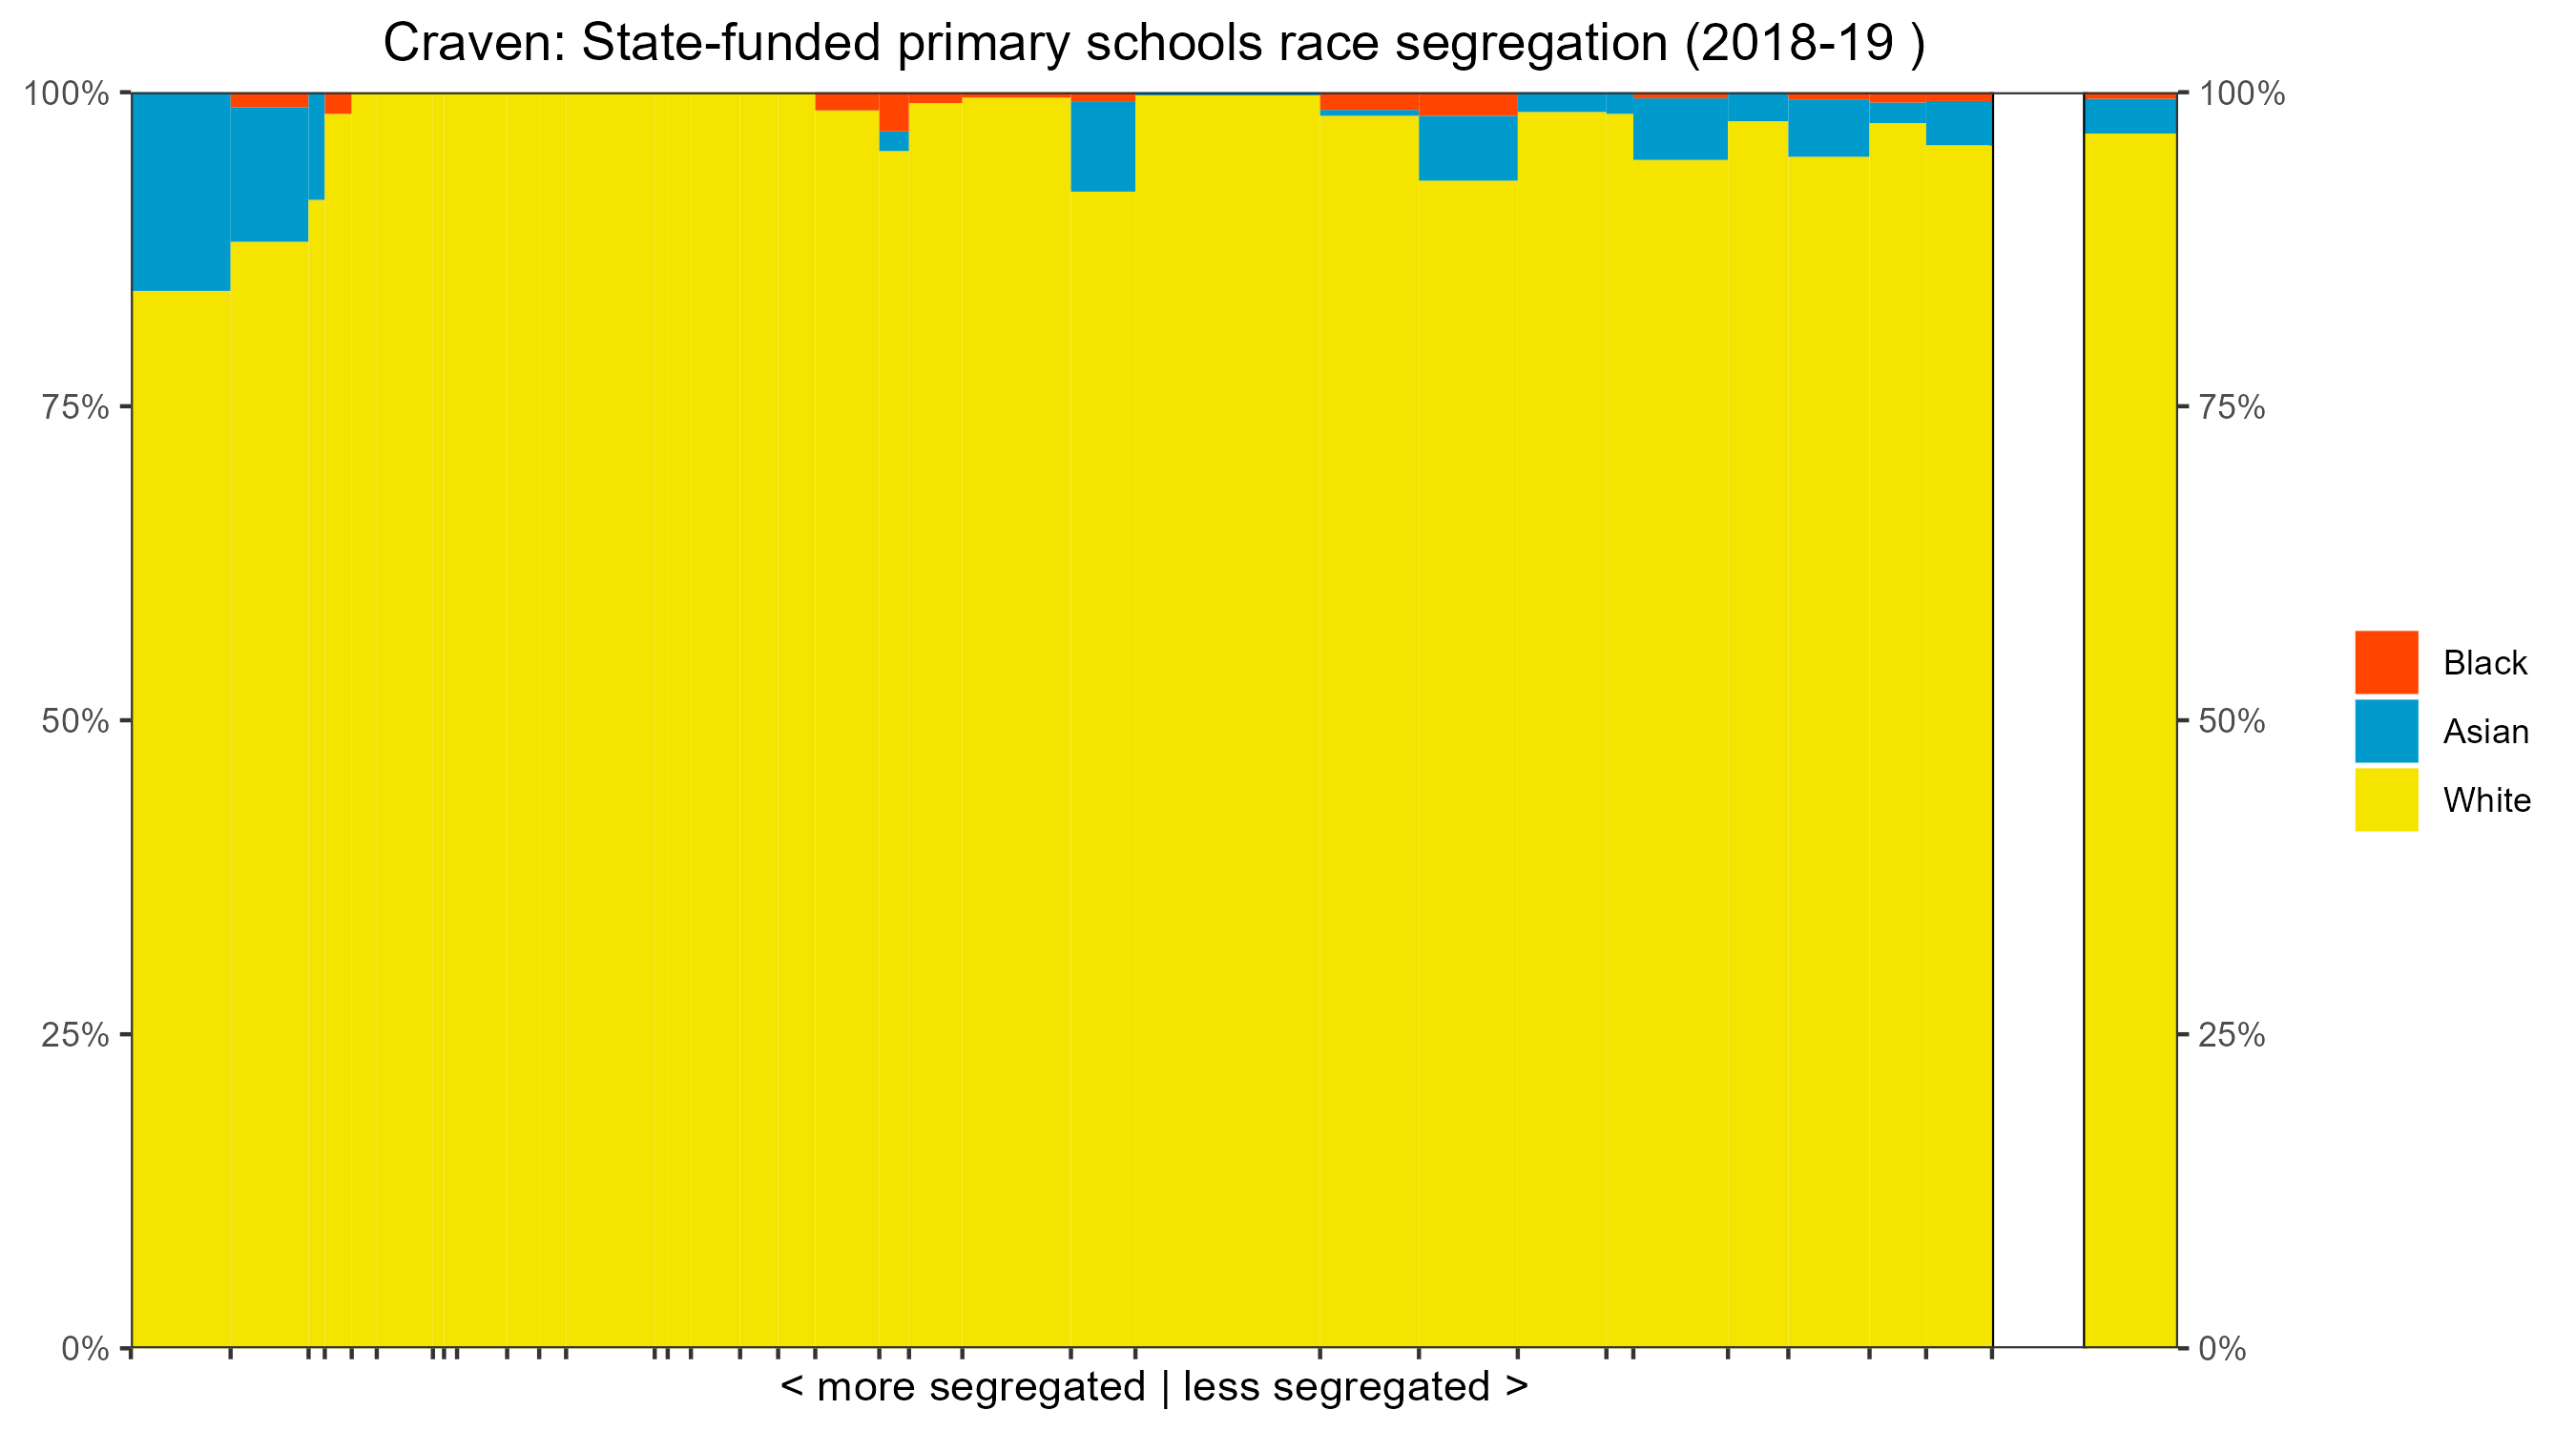 Craven: State-funded primary schools race segregation (2018-19 )
100%
100%
75%
75%
Black
50%
50%
Asian
White
25%
25%
0%
0%
< more segregated | less segregated >